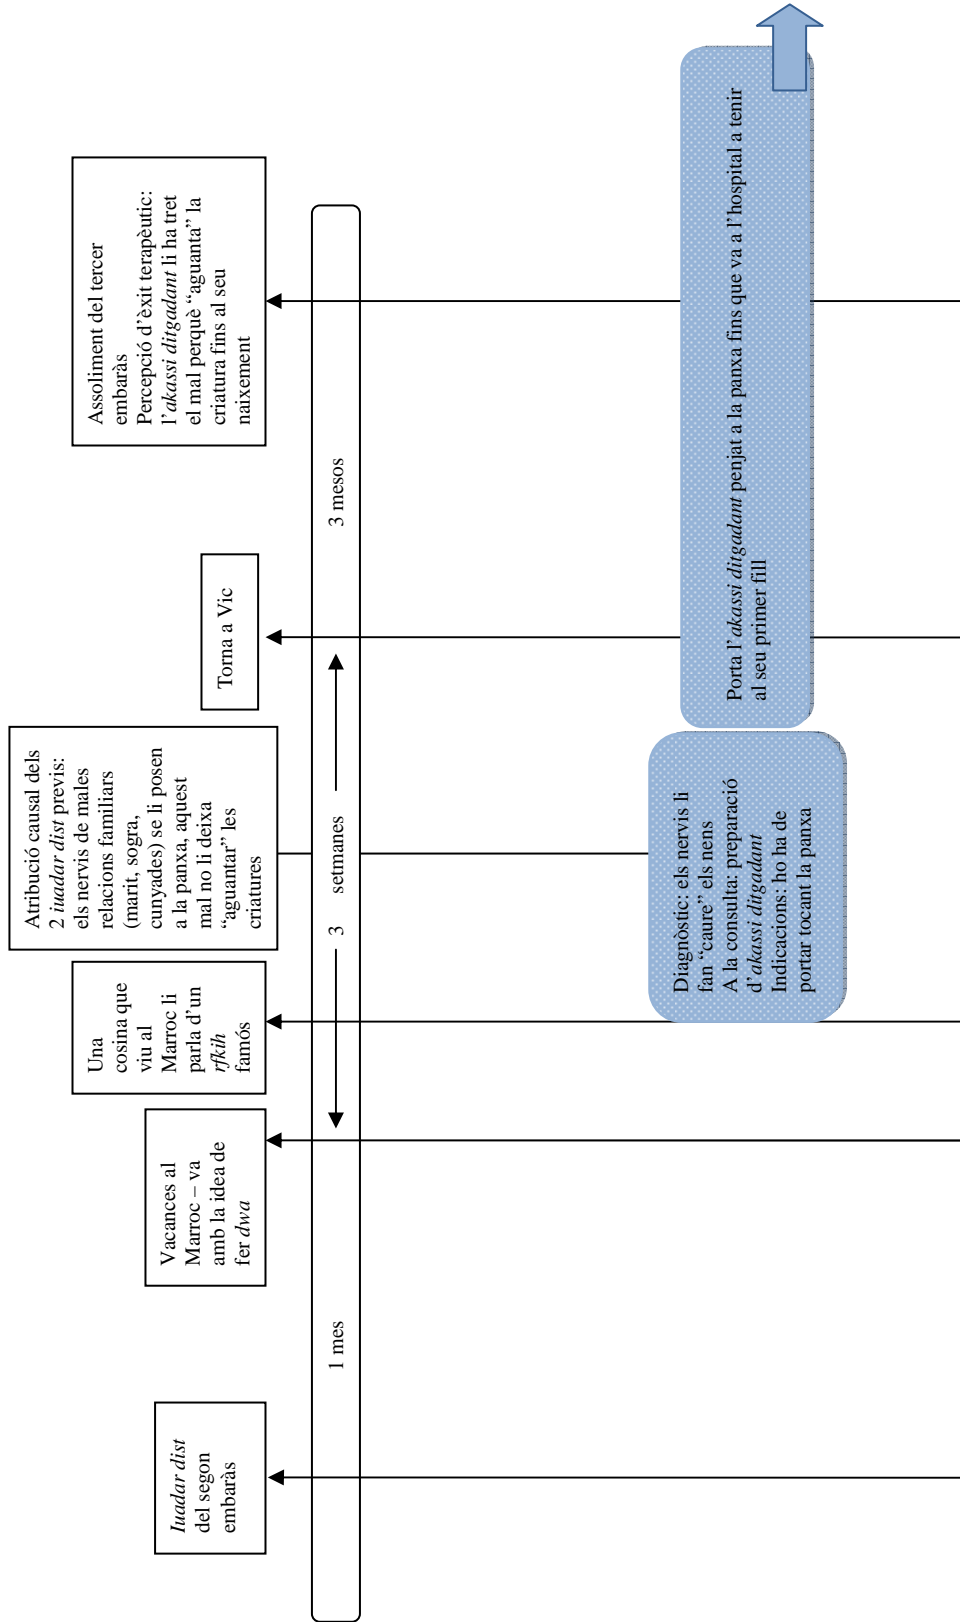 Iuadar dist
del segon
embaràs
Vacances al
Marroc – va
amb la idea de
fer dwa
Una
cosina que
viu al
Marroc li
parla d’un
rfkih
famós
Atribució causal dels
2 iuadar dist previs:
els nervis de males
relacions familiars
(marit, sogra,
cunyades) se li posen
a la panxa, aquest
mal no li deixa
“aguantar” les
criatures
Torna a Vic
Assoliment del tercer
embaràs
Percepció d’èxit terapèutic:
l’akassi ditgadant li ha tret
el mal perquè “aguanta” la
criatura fins al seu
naixement
1 mes
3 setmanes
3 mesos
Diagnòstic: els nervis li
fan “caure” els nens
A la consulta: preparació
d’akassi ditgadant
Indicacions: ho ha de
portar tocant la panxa
Porta l’akassi ditgadant penjat a la panxa fins que va a l’hospital a tenir
al seu primer fill